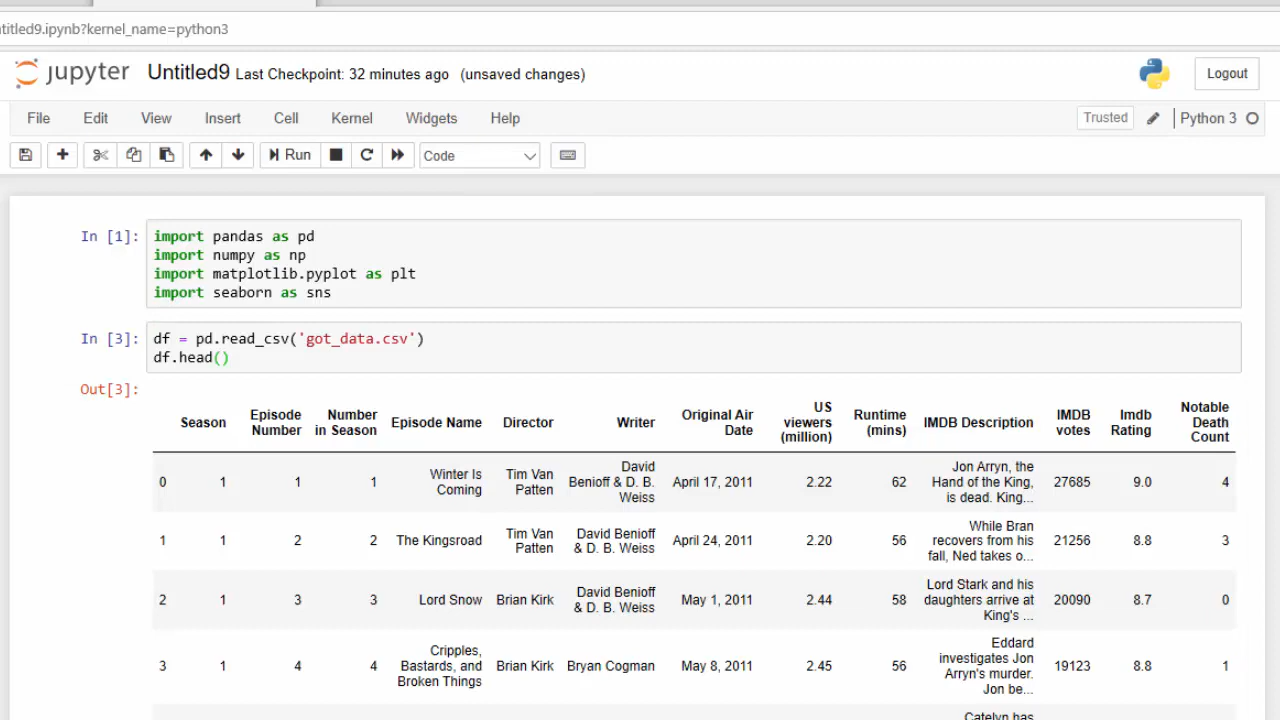 ntitled9.ipynb?kernel_name=python3
jupyter Untitled9 Last Checkpoint: 32 minutes ago (unsaved changes)
Logout
File Edit View Insert Cell Kernel Widgets Help
Trusted Python 3
Run Code
In [1]: import pandas as pd
import numpy as np
import matplotlib.pyplot as plt
import seaborn as sns
In [3]: df = pd.read_csv('got_data.csv')
df.head()
Out[3]:
Season Episode Number Number in Season Episode Name Director Writer Original Air Date US viewers (million) Runtime (mins) IMDB Description IMDB votes Imdb Rating Notable Death Count
0 1 1 1 Winter Is Coming Tim Van Patten David Benioff & D. B. Weiss April 17, 2011 2.22 62 Jon Arryn, the Hand of the King, is dead. King... 27685 9.0 4
1 1 2 2 The Kingsroad Tim Van Patten David Benioff & D. B. Weiss April 24, 2011 2.20 56 While Bran recovers from his fall, Ned takes o... 21256 8.8 3
2 1 3 3 Lord Snow Brian Kirk David Benioff & D. B. Weiss May 1, 2011 2.44 58 Lord Stark and his daughters arrive at King's ... 20090 8.7 0
3 1 4 4 Cripples, Bastards, and Broken Things Brian Kirk Bryan Cogman May 8, 2011 2.45 56 Eddard investigates Jon Arryn's murder. Jon be... 19123 8.8 1
Catelyn has